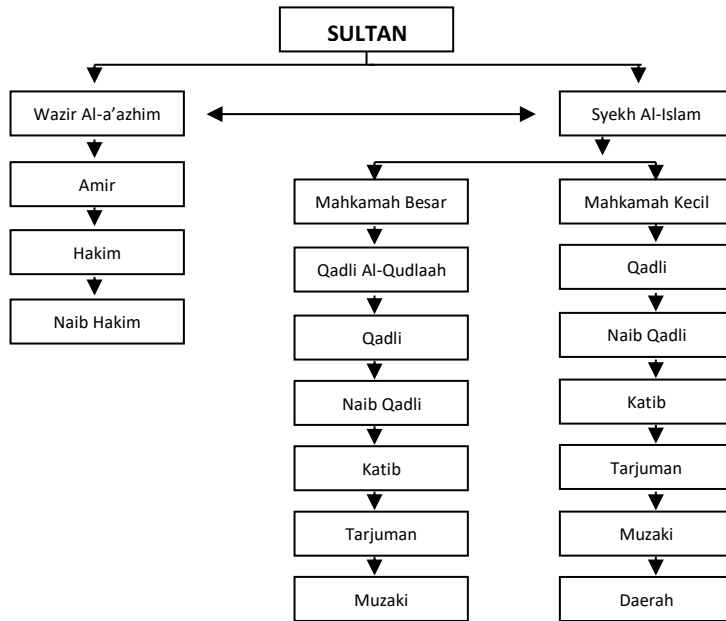 SULTAN
Wazir Al-a’azhim
Syekh Al-Islam
Amir
Hakim
Naib Hakim
Mahkamah Besar
Qadli Al-Qudlaah
Qadli
Naib Qadli
Katib
Tarjuman
Muzaki
Mahkamah Kecil
Qadli
Naib Qadli
Katib
Tarjuman
Muzaki
Daerah